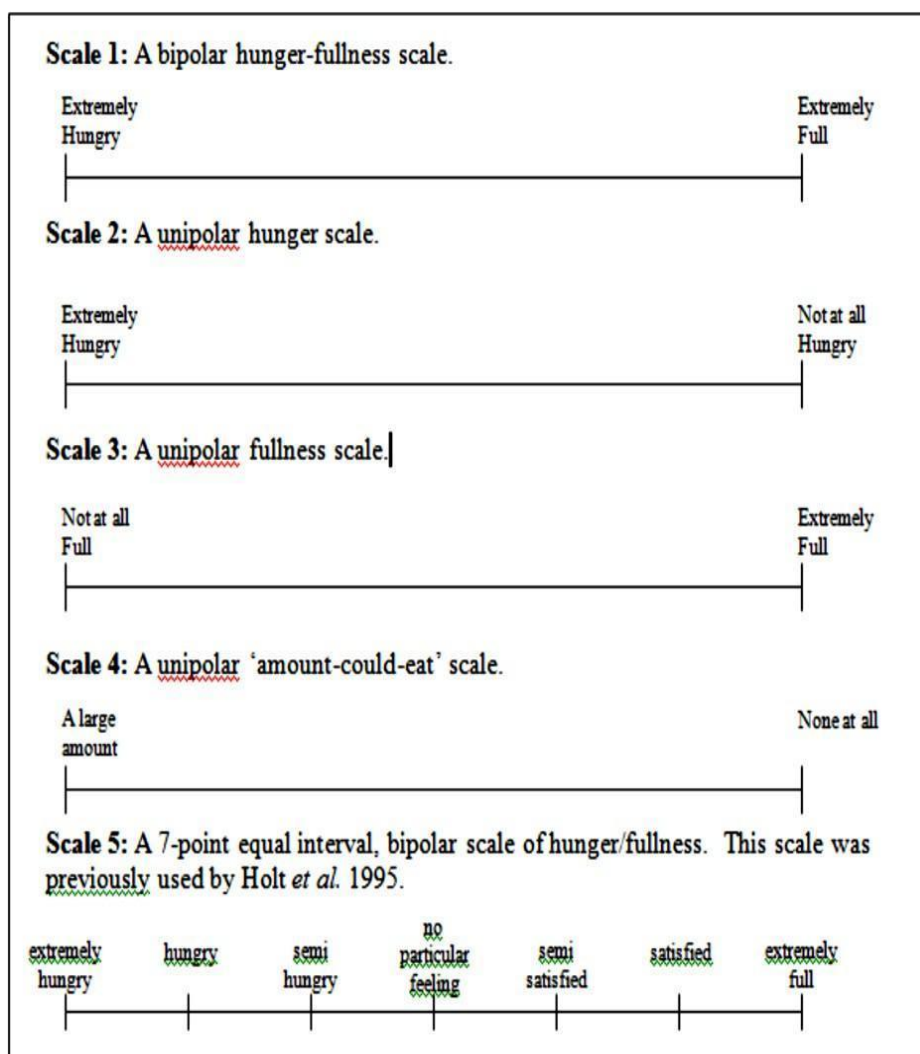 Scale 1: A bipolar hunger-fullness scale.
Extremely Hungry
Extremely Full
Scale 2: A unipolar hunger scale.
Extremely Hungry
Not at all Hungry
Scale 3: A unipolar fullness scale.
Not at all Full
Extremely Full
Scale 4: A unipolar ‘amount-could-eat’ scale.
A large amount
None at all
Scale 5: A 7-point equal interval, bipolar scale of hunger/fullness. This scale was
previously used by Holt et al. 1995.
extremely hungry
hungry
semi hungry
no particular feeling
semi satisfied
satisfied
extremely full